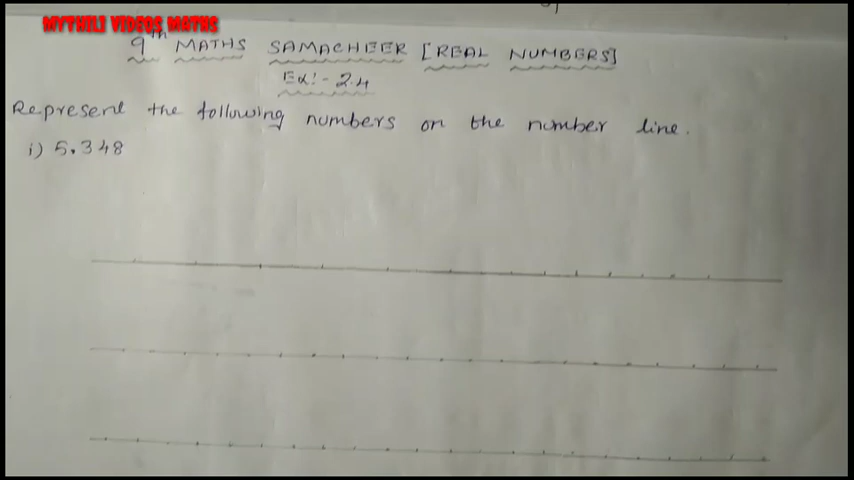 MYTHILI VIDEOS MATHS
9th MATHS SAMACHEER [REAL NUMBERS]
Ex:- 2.4
Represent the following numbers on the number line.
i) 5.348